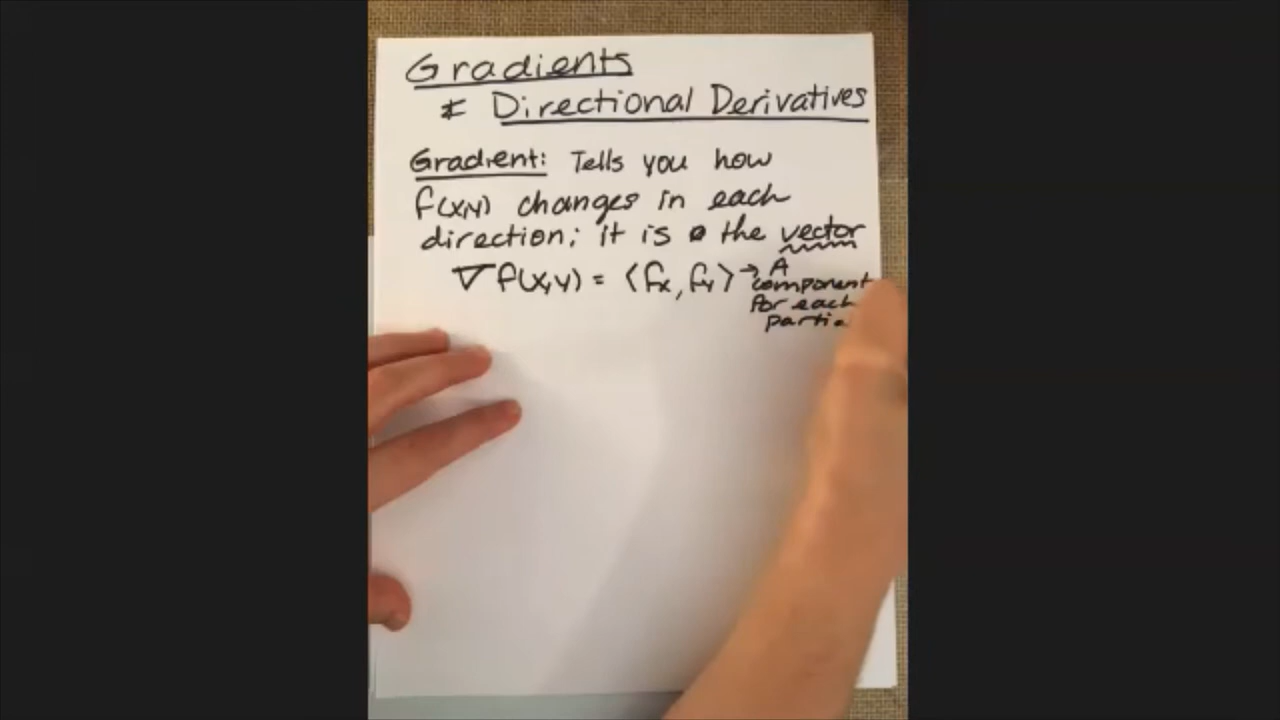 Gradients
& Directional Derivatives
Gradient: Tells you how
f(x,y) changes in each
direction; it is the vector
∇f(x,y) = ⟨fx, fy⟩ → A
component
for each